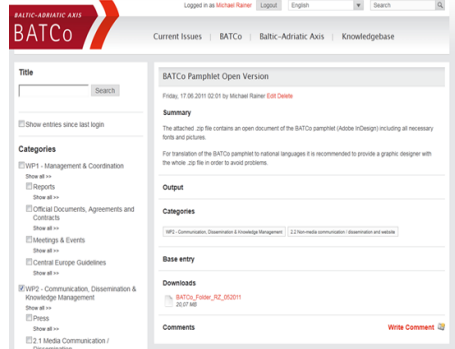 Logged in as Michael Rainer Logout English Search
BALTIC-ADRIATIC AXIS
BATCo
Current Issues | BATCo | Baltic-Adriatic Axis | Knowledgebase
Title
Search
Show entries since last login
Categories
WP1 - Management & Coordination
Show all >>
Reports
Show all >>
Official Documents, Agreements and
Contracts
Show all >>
Meetings & Events
Show all >>
Central Europe Guidelines
Show all >>
WP2 - Communication, Dissemination &
Knowledge Management
Show all >>
Press
Show all >>
2.1 Media Communication /
Dissemination
BATCo Pamphlet Open Version
Friday, 17.06.2011 02:01 by Michael Rainer Edit Delete
Summary
The attached .zip file contains an open document of the BATCo pamphlet (Adobe InDesign) including all necessary
fonts and pictures.
For translation of the BATCo pamphlet to national languages it is recommended to provide a graphic designer with
the whole .zip file in order to avoid problems.
Output
Categories
WP2 - Communication, Dissemination & Knowledge Management 2.2 Non-media communication / dissemination and website
Base entry
Downloads
BATCo_Folder_RZ_052011
20,07 MB
Comments Write Comment